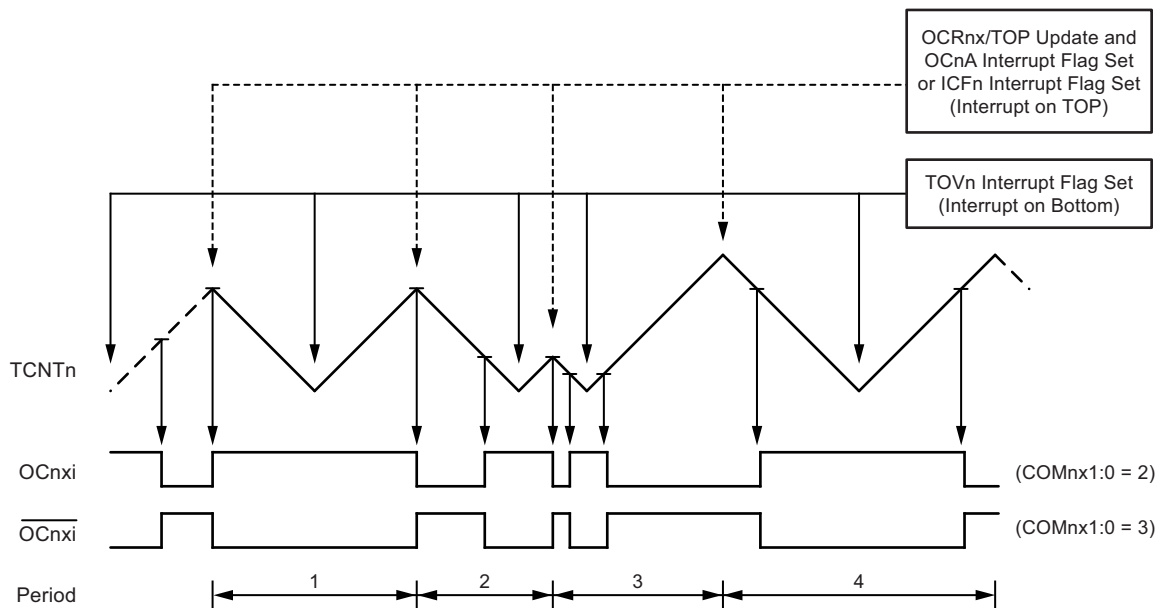 OCRnx/TOP Update and
OCnA Interrupt Flag Set
or ICFn Interrupt Flag Set
(Interrupt on TOP)
TOVn Interrupt Flag Set
(Interrupt on Bottom)
TCNTn
OCnxi
(COMnx1:0 = 2)
OCnxi
(COMnx1:0 = 3)
Period
1
2
3
4